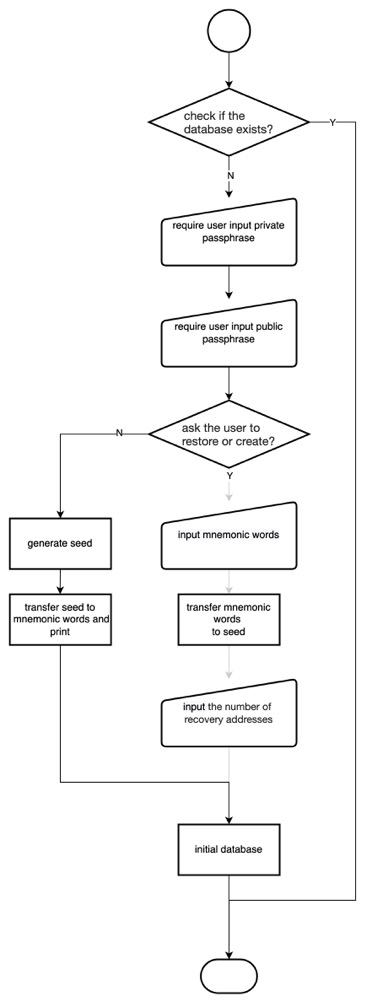 check if the
database exists?
Y
N
require user input private
passphrase
require user input public
passphrase
ask the user to
restore or create?
N
Y
generate seed
input mnemonic words
transfer seed to
mnemonic words and
print
transfer mnemonic
words
to seed
input the number of
recovery addresses
initial database